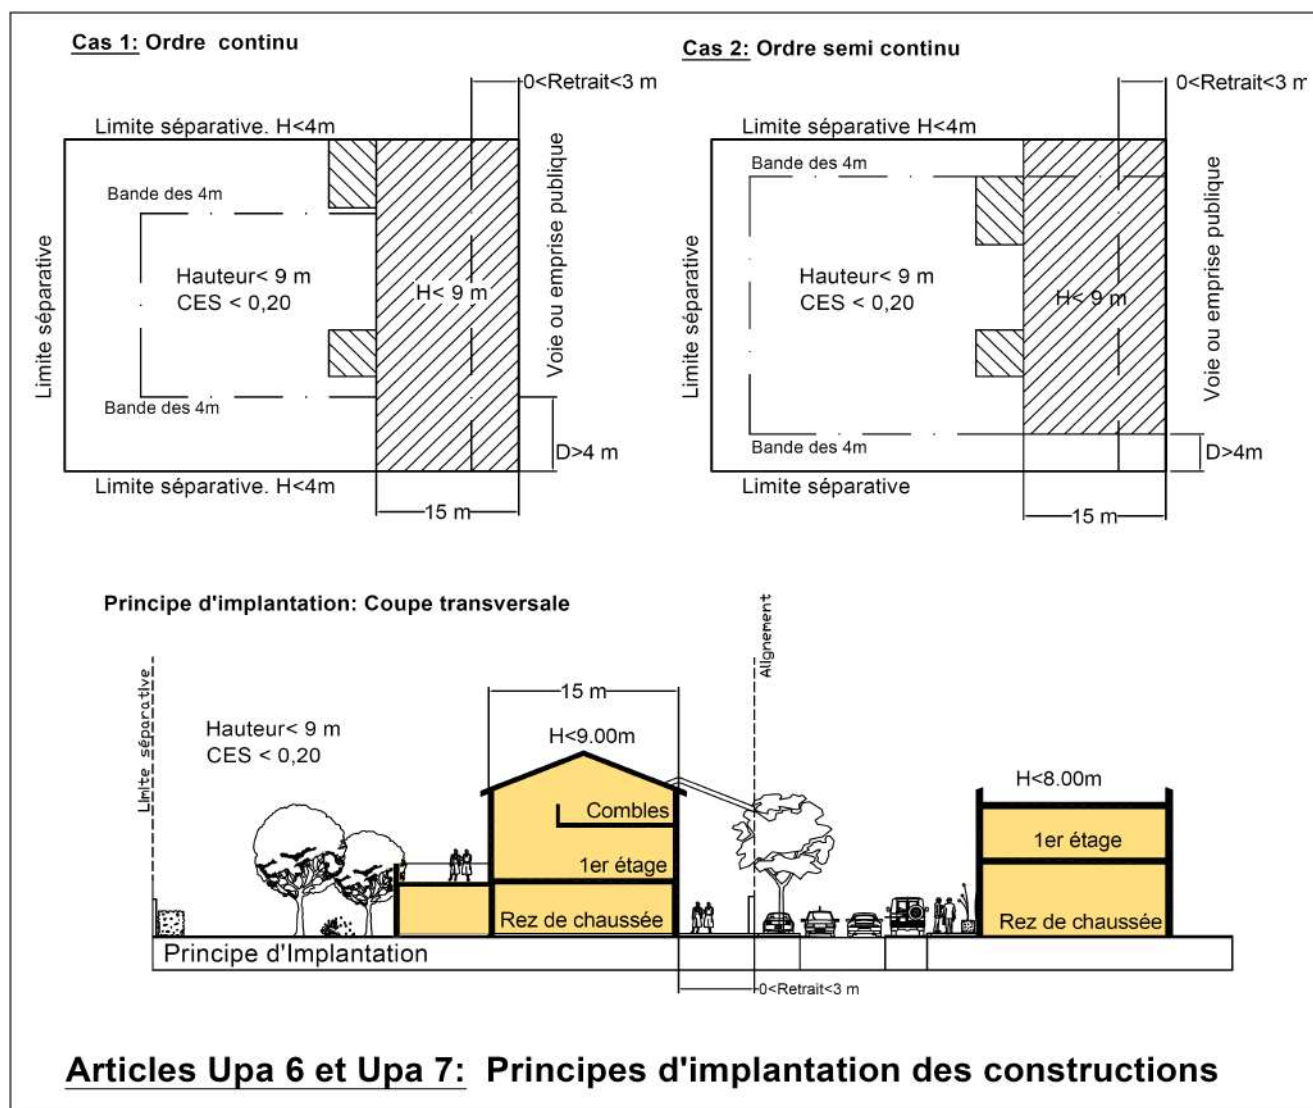 Cas 1: Ordre continu
0<Retrait<3 m
Limite séparative. H<4m
Bande des 4m
Hauteur< 9 m
CES < 0,20
H< 9 m
Limite séparative
Voie ou emprise publique
Bande des 4m
D>4 m
Limite séparative. H<4m
15 m
Cas 2: Ordre semi continu
0<Retrait<3 m
Limite séparative H<4m
Bande des 4m
Hauteur< 9 m
CES < 0,20
H< 9 m
Limite séparative
Voie ou emprise publique
Bande des 4m
D>4m
Limite séparative
15 m
Principe d'implantation: Coupe transversale
Limite séparative
Alignement
15 m
Hauteur< 9 m
CES < 0,20
H<9.00m
H<8.00m
Combles
1er étage
1er étage
Rez de chaussée
Rez de chaussée
Principe d'Implantation
0<Retrait<3 m
Articles Upa 6 et Upa 7: Principes d'implantation des constructions